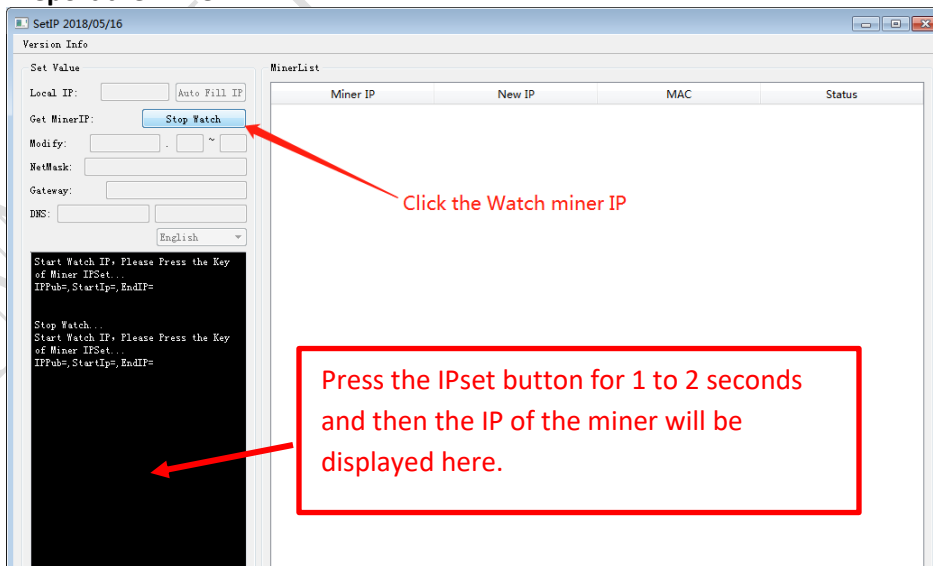 SetIP 2018/05/16
Version Info
Set Value
MinerList
Local IP:
Auto Fill IP
Miner IP
New IP
MAC
Status
Get MinerIP:
Stop Watch
Modify:
.
~
NetMask:
Gateway:
Click the Watch miner IP
DNS:
English
Start Watch IP, Please Press the Key
of Miner IPSet...
IPPub=,StartIp=,EndIP=
Stop Watch...
Start Watch IP, Please Press the Key
of Miner IPSet...
IPPub=,StartIp=,EndIP=
Press the IPset button for 1 to 2 seconds
and then the IP of the miner will be
displayed here.